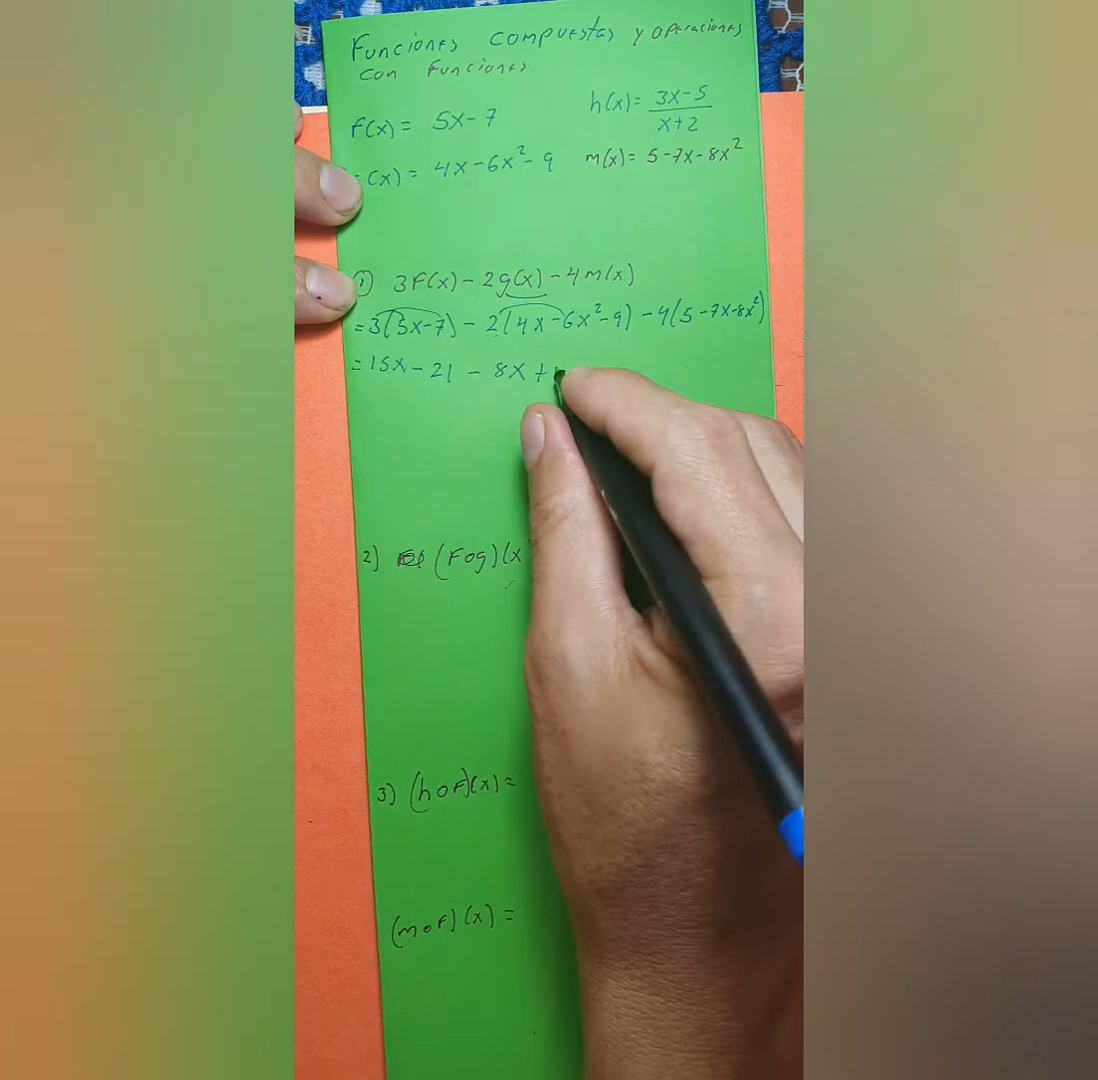 Funciones compuestas y operaciones
con funciones
f(x) = 5x - 7
h(x) = (3x - 5)/(x + 2)
(x) = 4x - 6x² - 9
m(x) = 5 - 7x - 8x²
① 3f(x) - 2g(x) - 4m(x)
= 3(5x - 7) - 2(4x - 6x² - 9) - 4(5 - 7x - 8x²)
= 15x - 21 - 8x +
2) (fog)(x
3) (hof)(x) =
(mof)(x) =